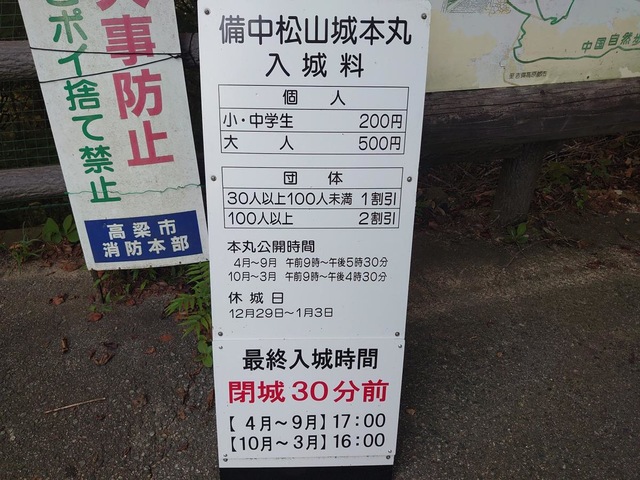 備中松山城本丸
入城料
個人
小・中学生 200円
大人 500円
団体
30人以上100人未満 1割引
100人以上 2割引
本丸公開時間
4月〜9月 午前9時〜午後5時30分
10月〜3月 午前9時〜午後4時30分
休城日
12月29日〜1月3日
最終入城時間
閉城30分前
【 4月〜9月】17:00
【10月〜3月】16:00
事防止
ポイ捨て禁止
高梁市
消防本部
中国自然歩